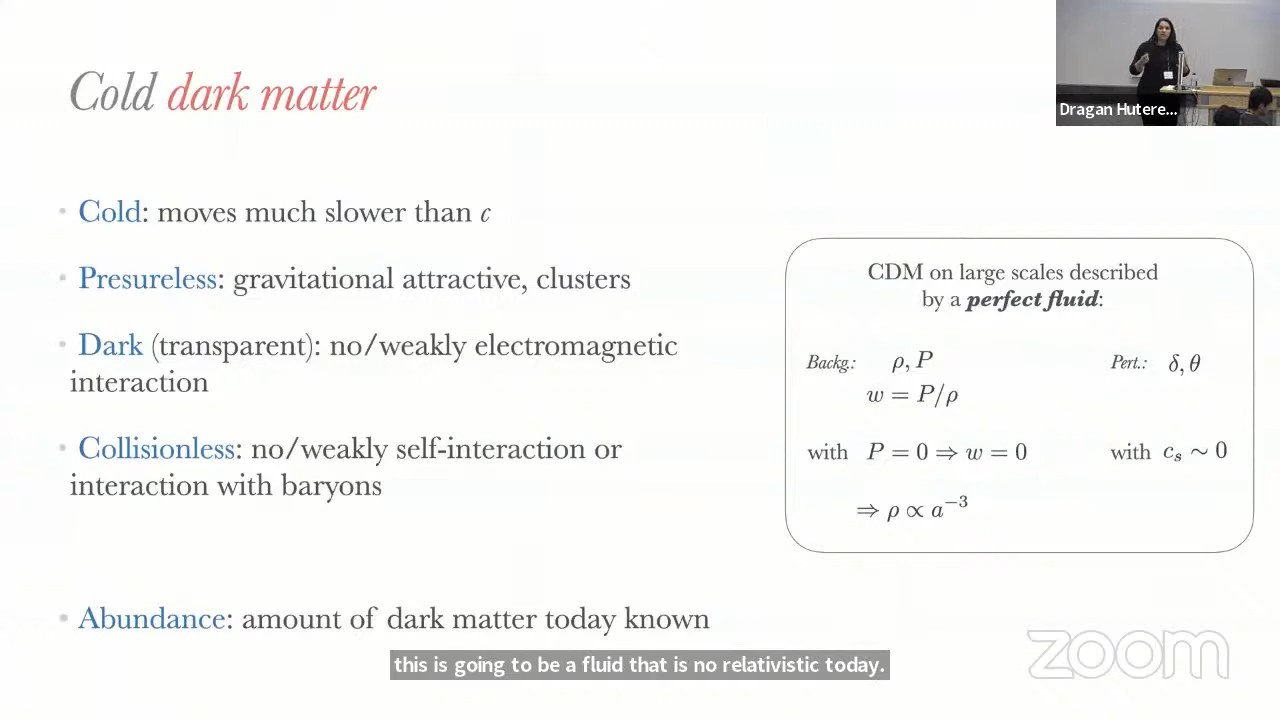 Cold dark matter
Dragan Hutere...
• Cold: moves much slower than c
• Presureless: gravitational attractive, clusters
• Dark (transparent): no/weakly electromagnetic
interaction
• Collisionless: no/weakly self-interaction or
interaction with baryons
• Abundance: amount of dark matter today known
CDM on large scales described
by a perfect fluid:
Backg.: ρ, P
w = P/ρ
with P = 0 ⇒ w = 0
⇒ ρ ∝ a⁻³
Pert.: δ, θ
with cₛ ∼ 0
this is going to be a fluid that is no relativistic today.
zoom